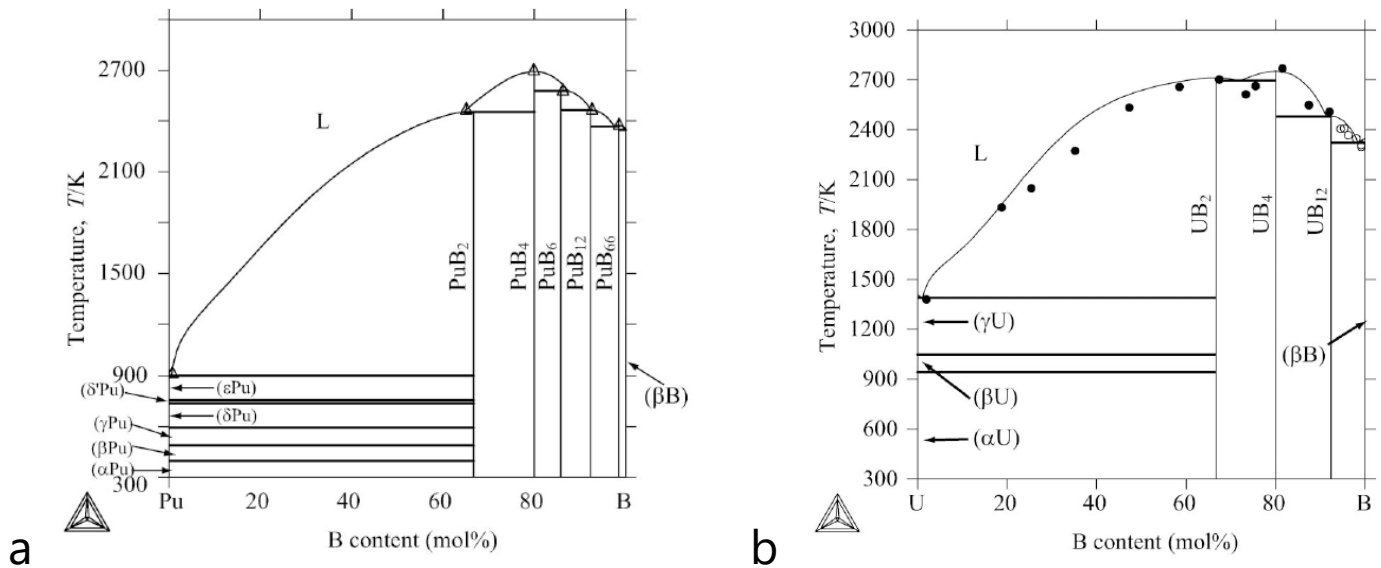 2700
2100
1500
900
300
Temperature, T/K
L
PuB2
PuB4
PuB6
PuB12
PuB66
(εPu)
(δ'Pu)
(δPu)
(γPu)
(βPu)
(αPu)
(βB)
Pu 20 40 60 80 B
B content (mol%)
a
3000
2700
2400
2100
1800
1500
1200
900
600
300
Temperature, T/K
L
UB2
UB4
UB12
(γU)
(βU)
(αU)
(βB)
U 20 40 60 80 B
B content (mol%)
b